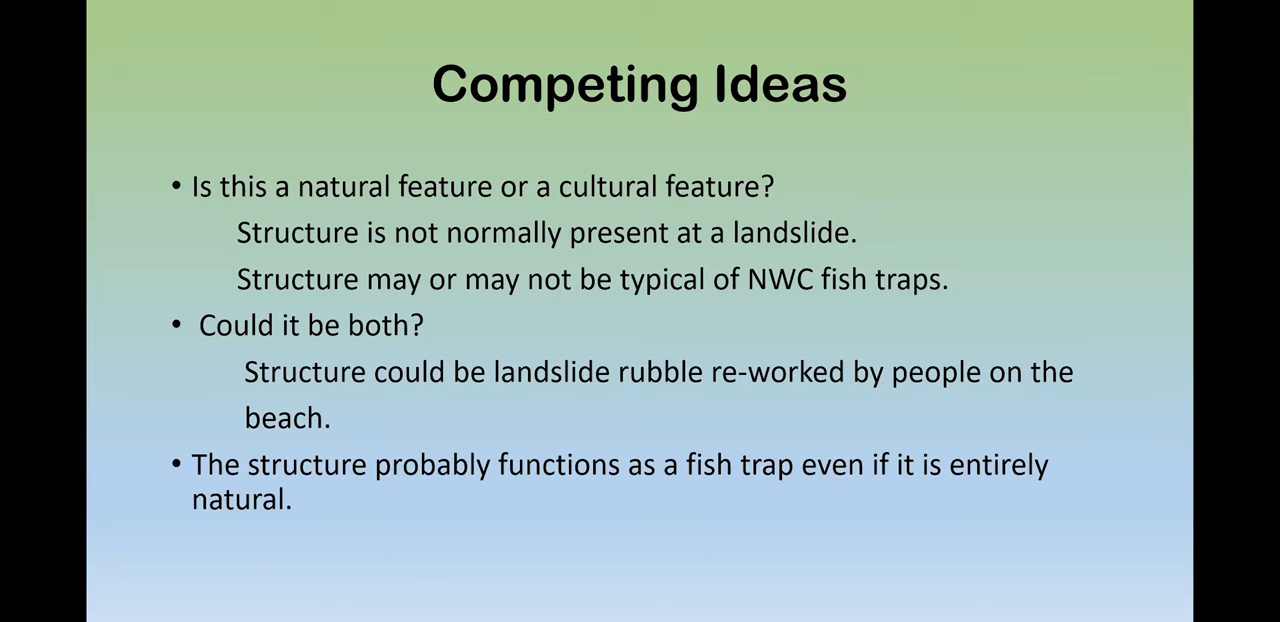 Competing Ideas
• Is this a natural feature or a cultural feature?
Structure is not normally present at a landslide.
Structure may or may not be typical of NWC fish traps.
• Could it be both?
Structure could be landslide rubble re-worked by people on the
beach.
• The structure probably functions as a fish trap even if it is entirely
natural.